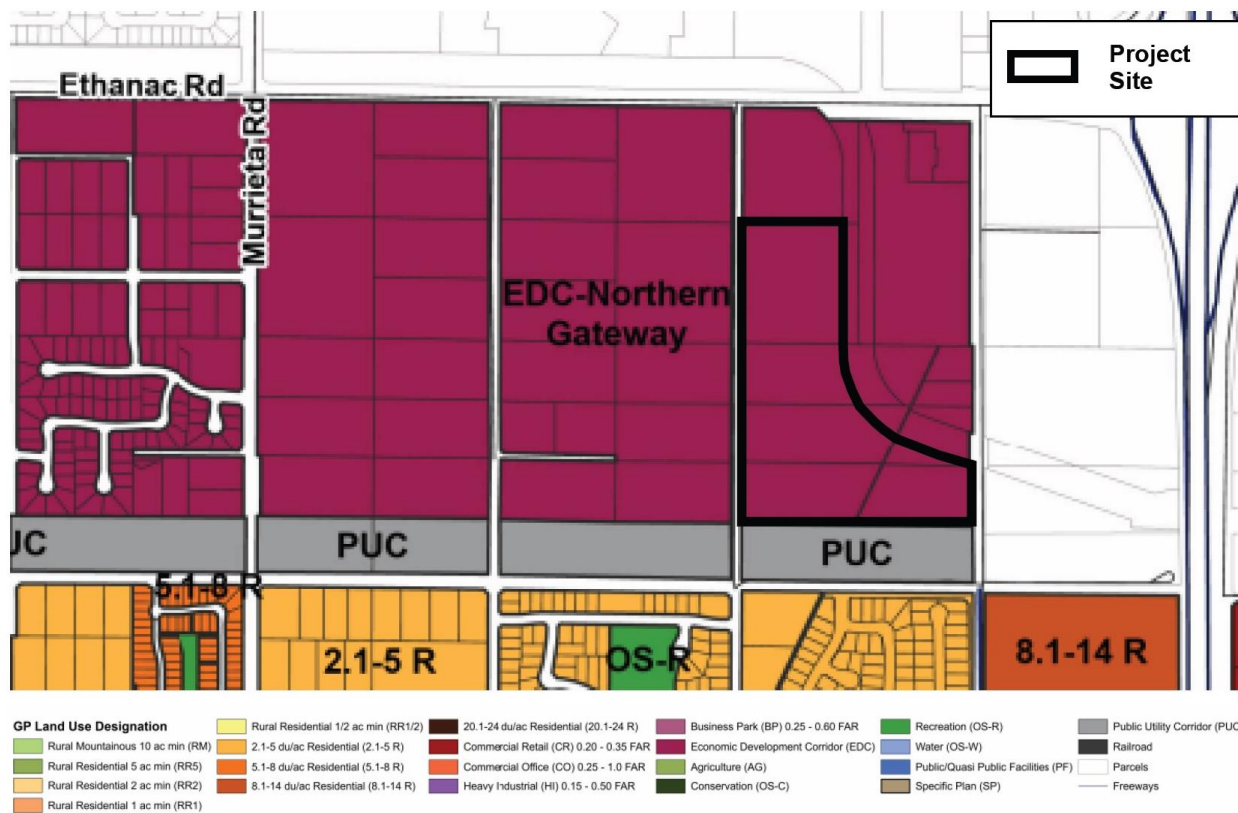 Project
Site
Ethanac Rd
Murrieta Rd
EDC-Northern
Gateway
UC
PUC
PUC
5.1-8 R
2.1-5 R
OS-R
8.1-14 R
GP Land Use Designation
Rural Mountainous 10 ac min (RM)
Rural Residential 5 ac min (RR5)
Rural Residential 2 ac min (RR2)
Rural Residential 1 ac min (RR1)
Rural Residential 1/2 ac min (RR1/2)
2.1-5 du/ac Residential (2.1-5 R)
5.1-8 du/ac Residential (5.1-8 R)
8.1-14 du/ac Residential (8.1-14 R)
20.1-24 du/ac Residential (20.1-24 R)
Commercial Retail (CR) 0.20 - 0.35 FAR
Commercial Office (CO) 0.25 - 1.0 FAR
Heavy Industrial (HI) 0.15 - 0.50 FAR
Business Park (BP) 0.25 - 0.60 FAR
Economic Development Corridor (EDC)
Agriculture (AG)
Conservation (OS-C)
Recreation (OS-R)
Water (OS-W)
Public/Quasi Public Facilities (PF)
Specific Plan (SP)
Public Utility Corridor (PUC
Railroad
Parcels
Freeways